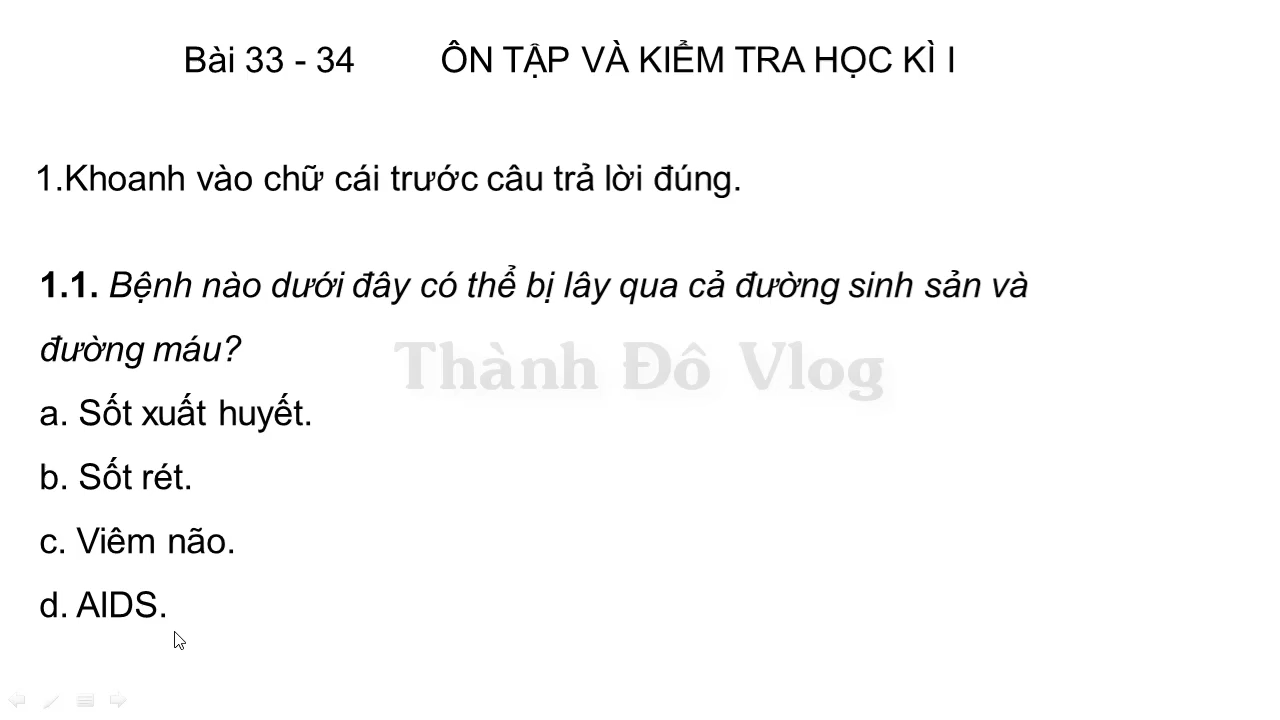 Bài 33 - 34 ÔN TẬP VÀ KIỂM TRA HỌC KÌ I
1.Khoanh vào chữ cái trước câu trả lời đúng.
1.1. Bệnh nào dưới đây có thể bị lây qua cả đường sinh sản và
đường máu?
Thành Đô Vlog
a. Sốt xuất huyết.
b. Sốt rét.
c. Viêm não.
d. AIDS.